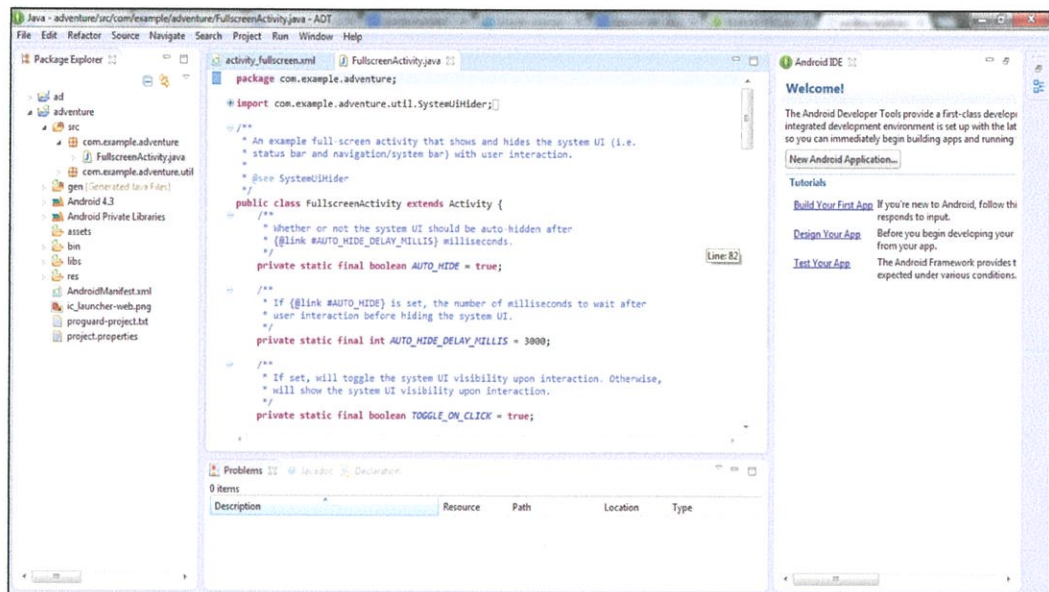 Java - adventure/src/com/example/adventure/FullscreenActivity.java - ADT
File Edit Refactor Source Navigate Search Project Run Window Help
Package Explorer
ad
adventure
src
com.example.adventure
FullscreenActivity.java
com.example.adventure.util
gen [Generated Java Files]
Android 4.3
Android Private Libraries
assets
bin
libs
res
AndroidManifest.xml
ic_launcher-web.png
proguard-project.txt
project.properties
activity_fullscreen.xml FullscreenActivity.java
package com.example.adventure;
import com.example.adventure.util.SystemUiHider;
/**
* An example full-screen activity that shows and hides the system UI (i.e.
* status bar and navigation/system bar) with user interaction.
*
* @see SystemUiHider
*/
public class FullscreenActivity extends Activity {
/**
* Whether or not the system UI should be auto-hidden after
* {@link #AUTO_HIDE_DELAY_MILLIS} milliseconds.
*/
private static final boolean AUTO_HIDE = true;
/**
* If {@link #AUTO_HIDE} is set, the number of milliseconds to wait after
* user interaction before hiding the system UI.
*/
private static final int AUTO_HIDE_DELAY_MILLIS = 3000;
/**
* If set, will toggle the system UI visibility upon interaction. Otherwise,
* will show the system UI visibility upon interaction.
*/
private static final boolean TOGGLE_ON_CLICK = true;
Line: 82
Problems Javadoc Declaration
0 items
Description Resource Path Location Type
Android IDE
Welcome!
The Android Developer Tools provide a first-class develop
integrated development environment is set up with the lat
so you can immediately begin building apps and running
New Android Application...
Tutorials
Build Your First App If you're new to Android, follow thi
responds to input.
Design Your App Before you begin developing your
from your app.
Test Your App The Android Framework provides t
expected under various conditions.